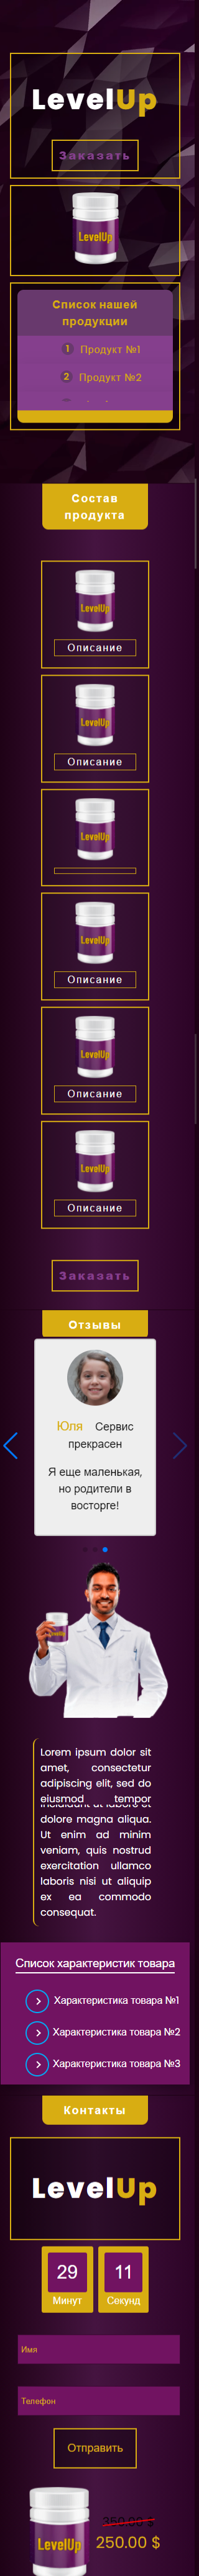 LevelUp
Заказать
LevelUp
Список нашей
продукции
1 Продукт №1
2 Продукт №2
Состав
продукта
LevelUp
Описание
LevelUp
Описание
LevelUp
LevelUp
Описание
LevelUp
Описание
LevelUp
Описание
Заказать
Отзывы
Юля Сервис
прекрасен
Я еще маленькая,
но родители в
восторге!
Lorem ipsum dolor sit
amet, consectetur
adipiscing elit, sed do
eiusmod tempor
incididunt ut labore et
dolore magna aliqua.
Ut enim ad minim
veniam, quis nostrud
exercitation ullamco
laboris nisi ut aliquip
ex ea commodo
consequat.
Список характеристик товара
Характеристика товара №1
Характеристика товара №2
Характеристика товара №3
Контакты
LevelUp
29 11
Минут Секунд
Имя
Телефон
Отправить
350.00 $
250.00 $
LevelUp